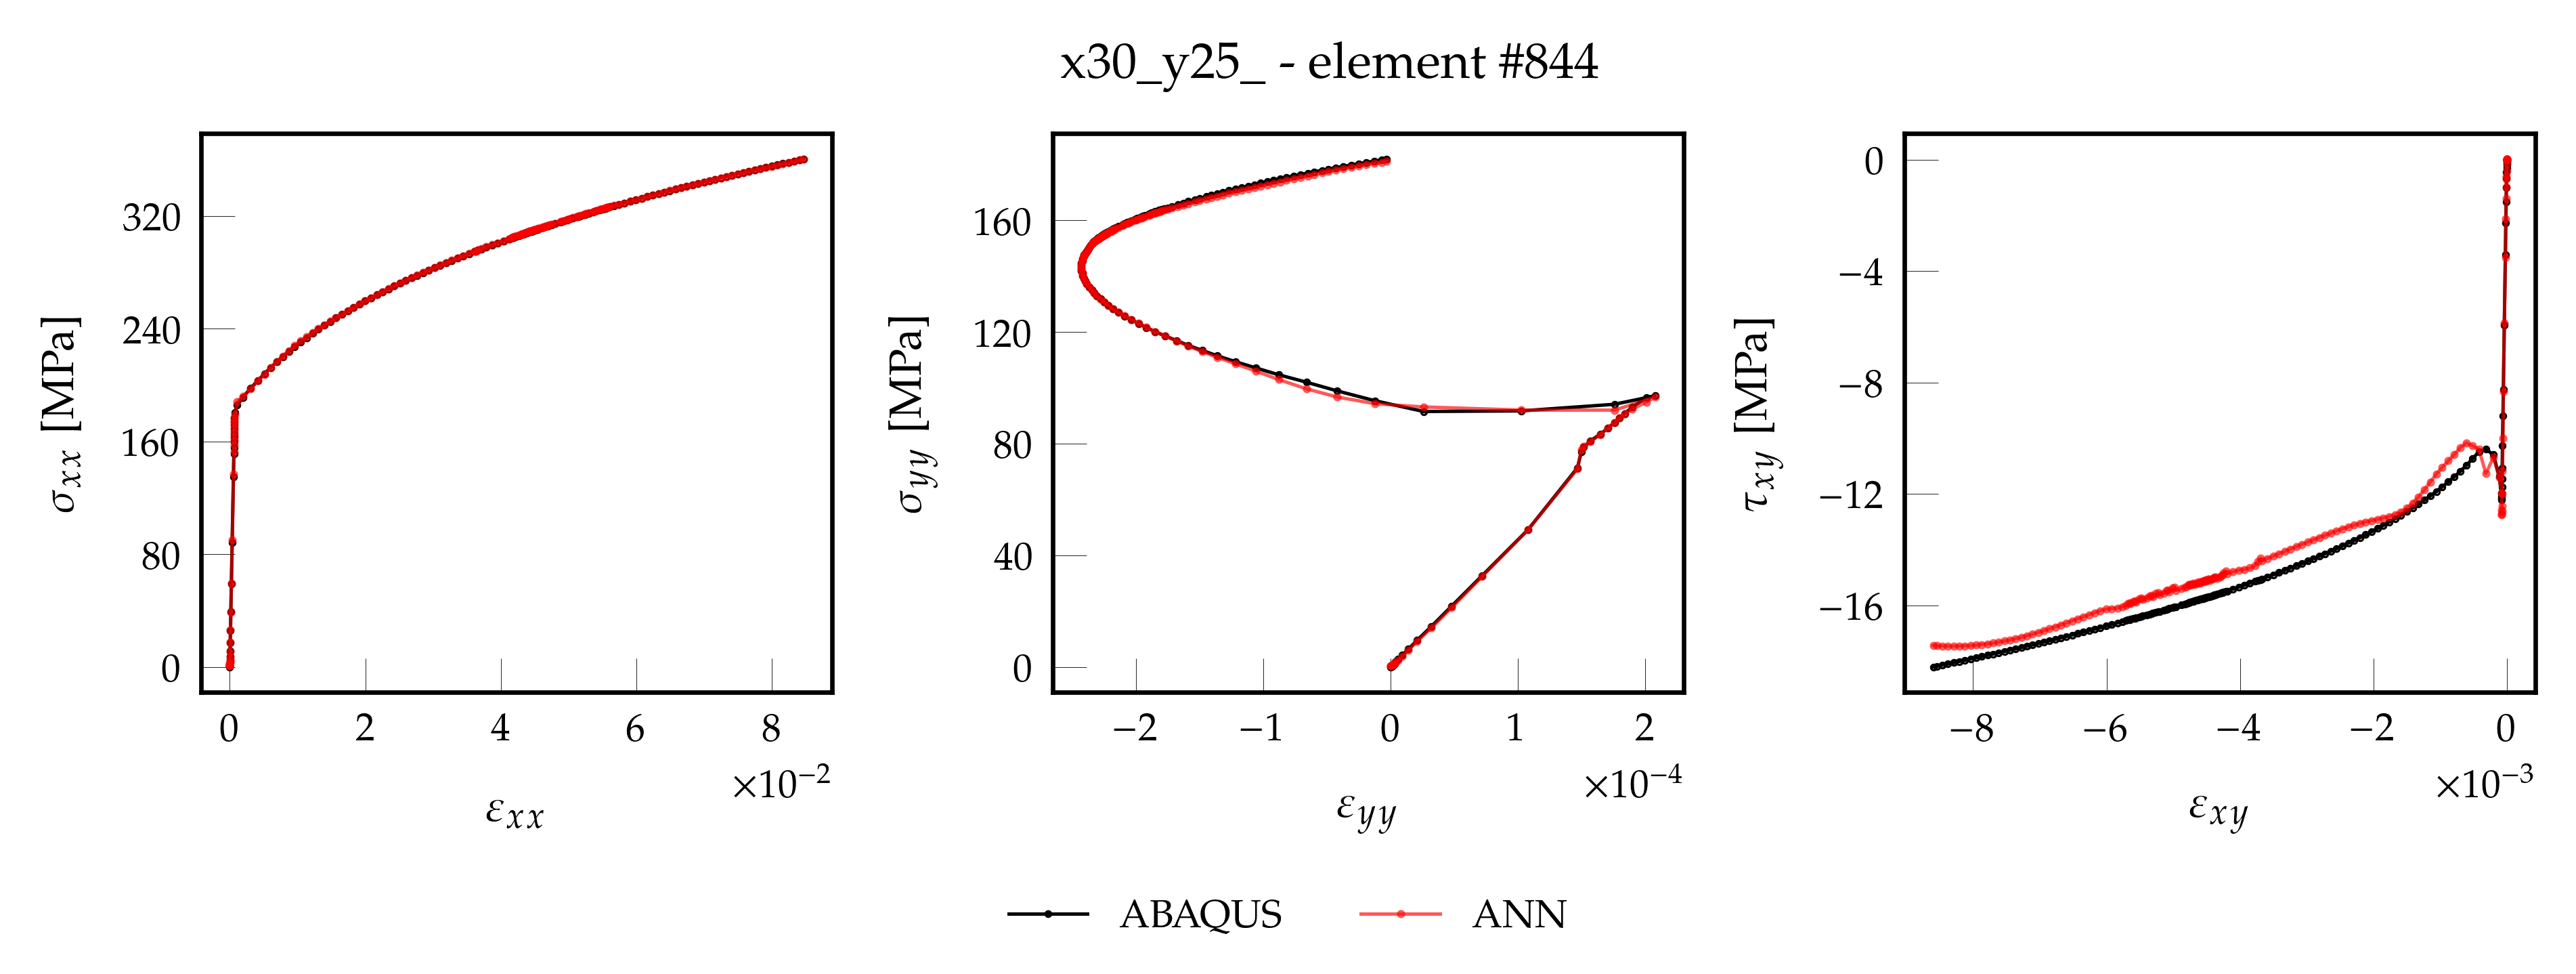 x30_y25_ - element #844
σxx [MPa]
320
240
160
80
0
0 2 4 6 8
×10−2
εxx
σyy [MPa]
160
120
80
40
0
−2 −1 0 1 2
×10−4
εyy
τxy [MPa]
0
−4
−8
−12
−16
−8 −6 −4 −2 0
×10−3
εxy
ABAQUS ANN